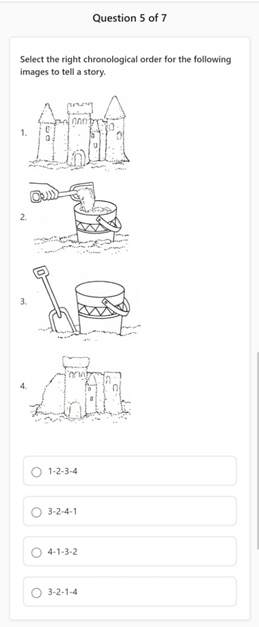 Question 5 of 7
Select the right chronological order for the following
images to tell a story.
1.
2.
3.
4.
1-2-3-4
3-2-4-1
4-1-3-2
3-2-1-4